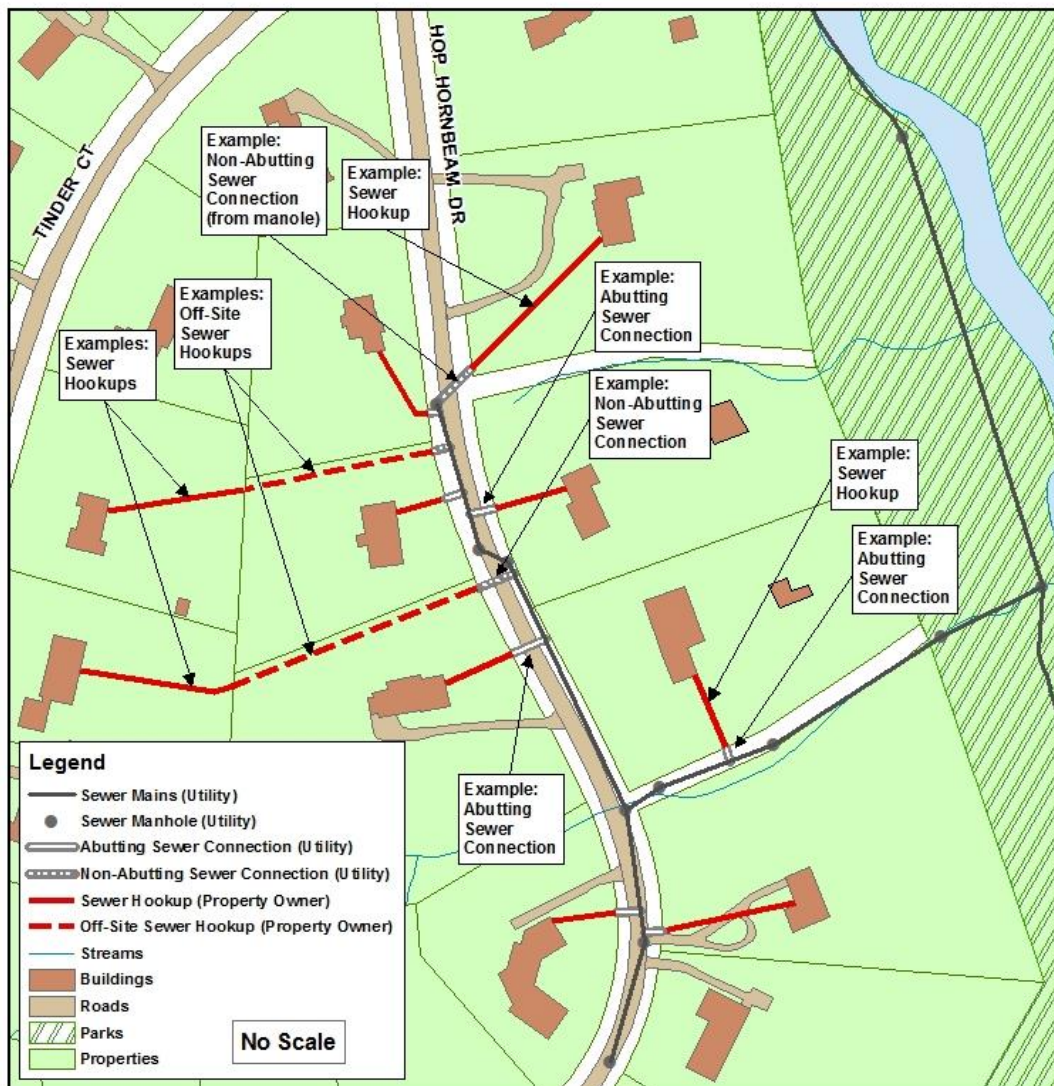 HOP HORNBEAM DR
TINDER CT
Example:
Non-Abutting
Sewer
Connection
(from manole)
Example:
Sewer
Hookup
Examples:
Off-Site
Sewer
Hookups
Examples:
Sewer
Hookups
Example:
Abutting
Sewer
Connection
Example:
Non-Abutting
Sewer
Connection
Example:
Sewer
Hookup
Example:
Abutting
Sewer
Connection
Example:
Abutting
Sewer
Connection
Legend
Sewer Mains (Utility)
Sewer Manhole (Utility)
Abutting Sewer Connection (Utility)
Non-Abutting Sewer Connection (Utility)
Sewer Hookup (Property Owner)
Off-Site Sewer Hookup (Property Owner)
Streams
Buildings
Roads
Parks
Properties
No Scale